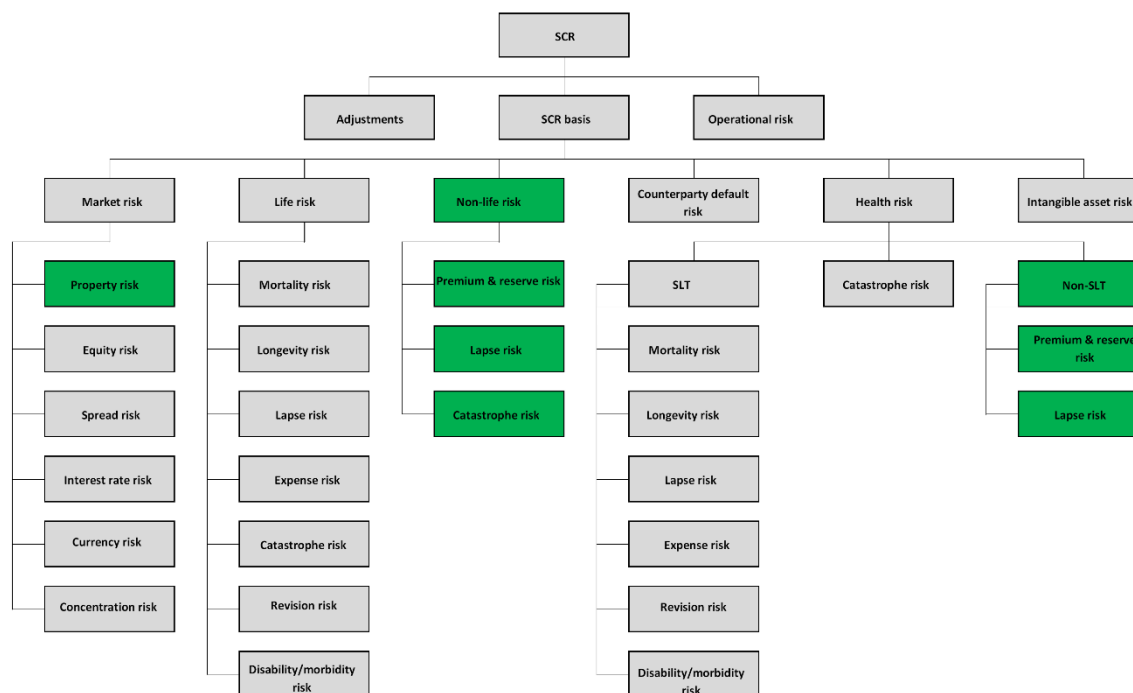 SCR
Adjustments
SCR basis
Operational risk
Market risk
Life risk
Non-life risk
Counterparty default
risk
Health risk
Intangible asset risk
Property risk
Mortality risk
Premium & reserve risk
SLT
Catastrophe risk
Non-SLT
Equity risk
Longevity risk
Lapse risk
Mortality risk
Premium & reserve
risk
Spread risk
Lapse risk
Catastrophe risk
Longevity risk
Lapse risk
Interest rate risk
Expense risk
Lapse risk
Currency risk
Catastrophe risk
Expense risk
Concentration risk
Revision risk
Revision risk
Disability/morbidity
risk
Disability/morbidity
risk